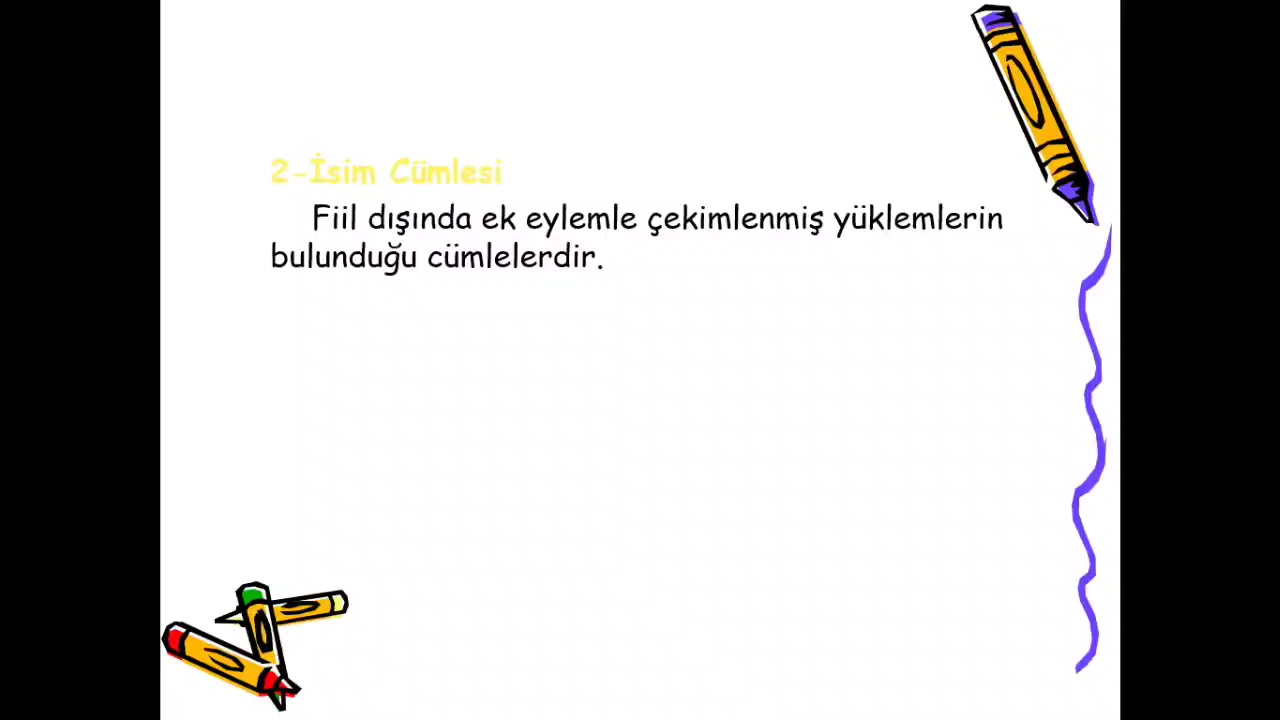 2-İsim Cümlesi
Fiil dışında ek eylemle çekimlenmiş yüklemlerin
bulunduğu cümlelerdir.